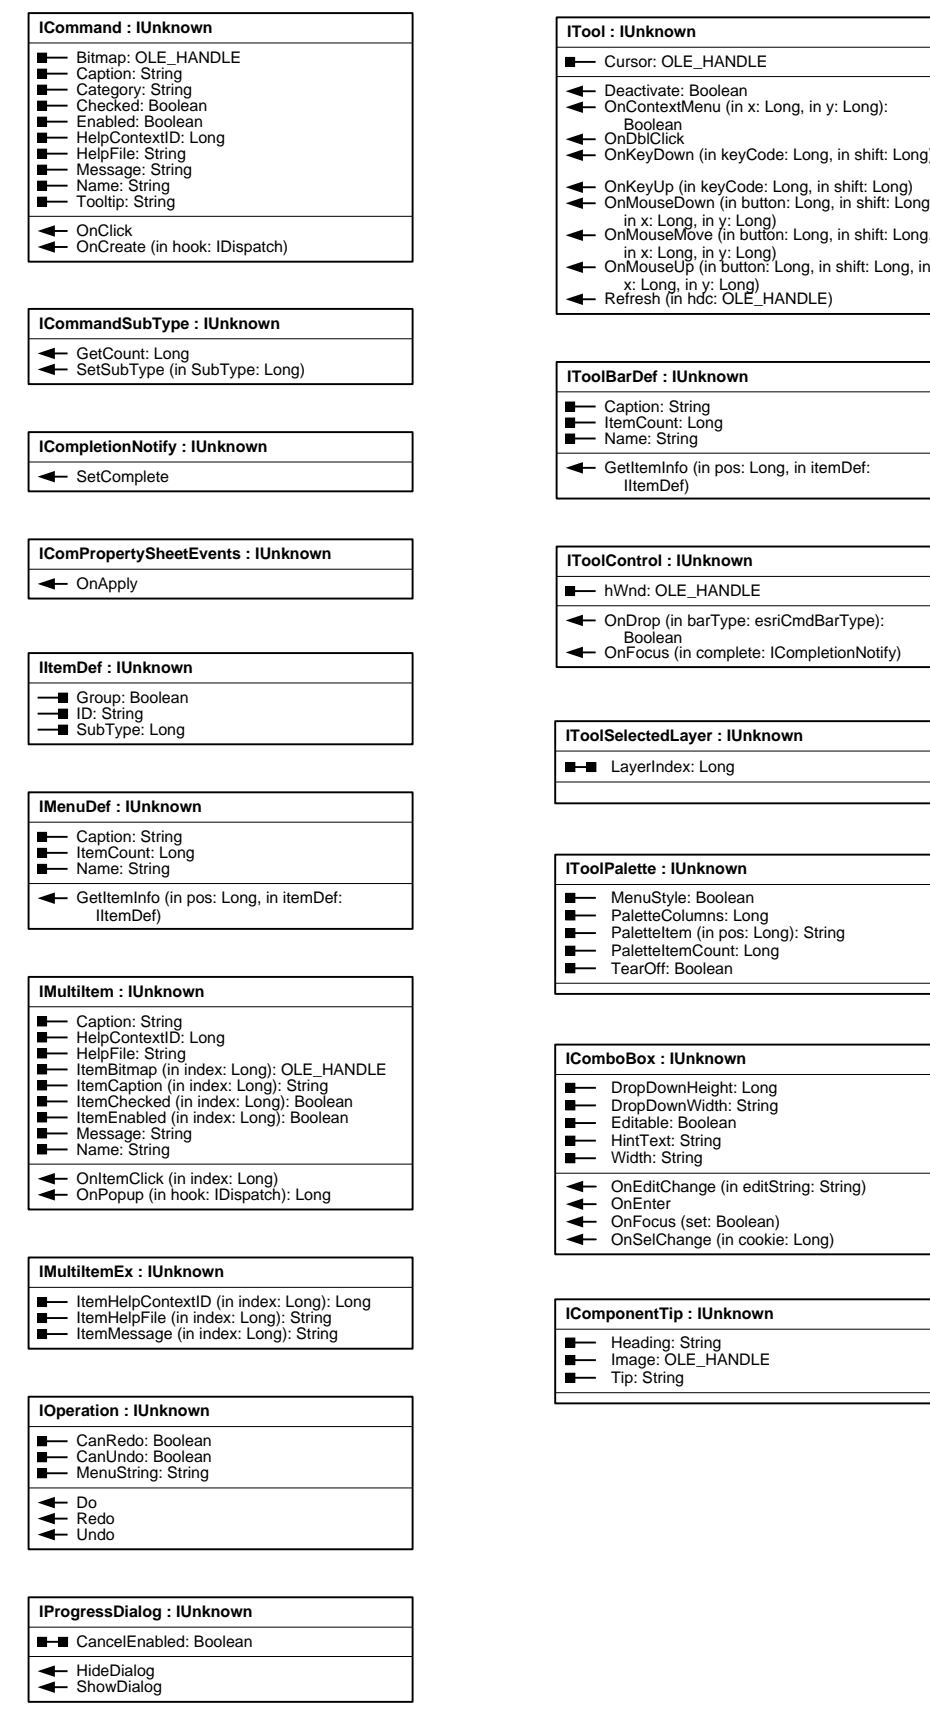 ICommand : IUnknown
Bitmap: OLE_HANDLE
Caption: String
Category: String
Checked: Boolean
Enabled: Boolean
HelpContextID: Long
HelpFile: String
Message: String
Name: String
Tooltip: String
OnClick
OnCreate (in hook: IDispatch)
ICommandSubType : IUnknown
GetCount: Long
SetSubType (in SubType: Long)
ICompletionNotify : IUnknown
SetComplete
IComPropertySheetEvents : IUnknown
OnApply
IItemDef : IUnknown
Group: Boolean
ID: String
SubType: Long
IMenuDef : IUnknown
Caption: String
ItemCount: Long
Name: String
GetItemInfo (in pos: Long, in itemDef:
IItemDef)
IMultiItem : IUnknown
Caption: String
HelpContextID: Long
HelpFile: String
ItemBitmap (in index: Long): OLE_HANDLE
ItemCaption (in index: Long): String
ItemChecked (in index: Long): Boolean
ItemEnabled (in index: Long): Boolean
Message: String
Name: String
OnItemClick (in index: Long)
OnPopup (in hook: IDispatch): Long
IMultiItemEx : IUnknown
ItemHelpContextID (in index: Long): Long
ItemHelpFile (in index: Long): String
ItemMessage (in index: Long): String
IOperation : IUnknown
CanRedo: Boolean
CanUndo: Boolean
MenuString: String
Do
Redo
Undo
IProgressDialog : IUnknown
CancelEnabled: Boolean
HideDialog
ShowDialog
ITool : IUnknown
Cursor: OLE_HANDLE
Deactivate: Boolean
OnContextMenu (in x: Long, in y: Long):
Boolean
OnDblClick
OnKeyDown (in keyCode: Long, in shift: Long)
OnKeyUp (in keyCode: Long, in shift: Long)
OnMouseDown (in button: Long, in shift: Long
in x: Long, in y: Long)
OnMouseMove (in button: Long, in shift: Long,
in x: Long, in y: Long)
OnMouseUp (in button: Long, in shift: Long, in
x: Long, in y: Long)
Refresh (in hdc: OLE_HANDLE)
IToolBarDef : IUnknown
Caption: String
ItemCount: Long
Name: String
GetItemInfo (in pos: Long, in itemDef:
IItemDef)
IToolControl : IUnknown
hWnd: OLE_HANDLE
OnDrop (in barType: esriCmdBarType):
Boolean
OnFocus (in complete: ICompletionNotify)
IToolSelectedLayer : IUnknown
LayerIndex: Long
IToolPalette : IUnknown
MenuStyle: Boolean
PaletteColumns: Long
PaletteItem (in pos: Long): String
PaletteItemCount: Long
TearOff: Boolean
IComboBox : IUnknown
DropDownHeight: Long
DropDownWidth: String
Editable: Boolean
HintText: String
Width: String
OnEditChange (in editString: String)
OnEnter
OnFocus (set: Boolean)
OnSelChange (in cookie: Long)
IComponentTip : IUnknown
Heading: String
Image: OLE_HANDLE
Tip: String